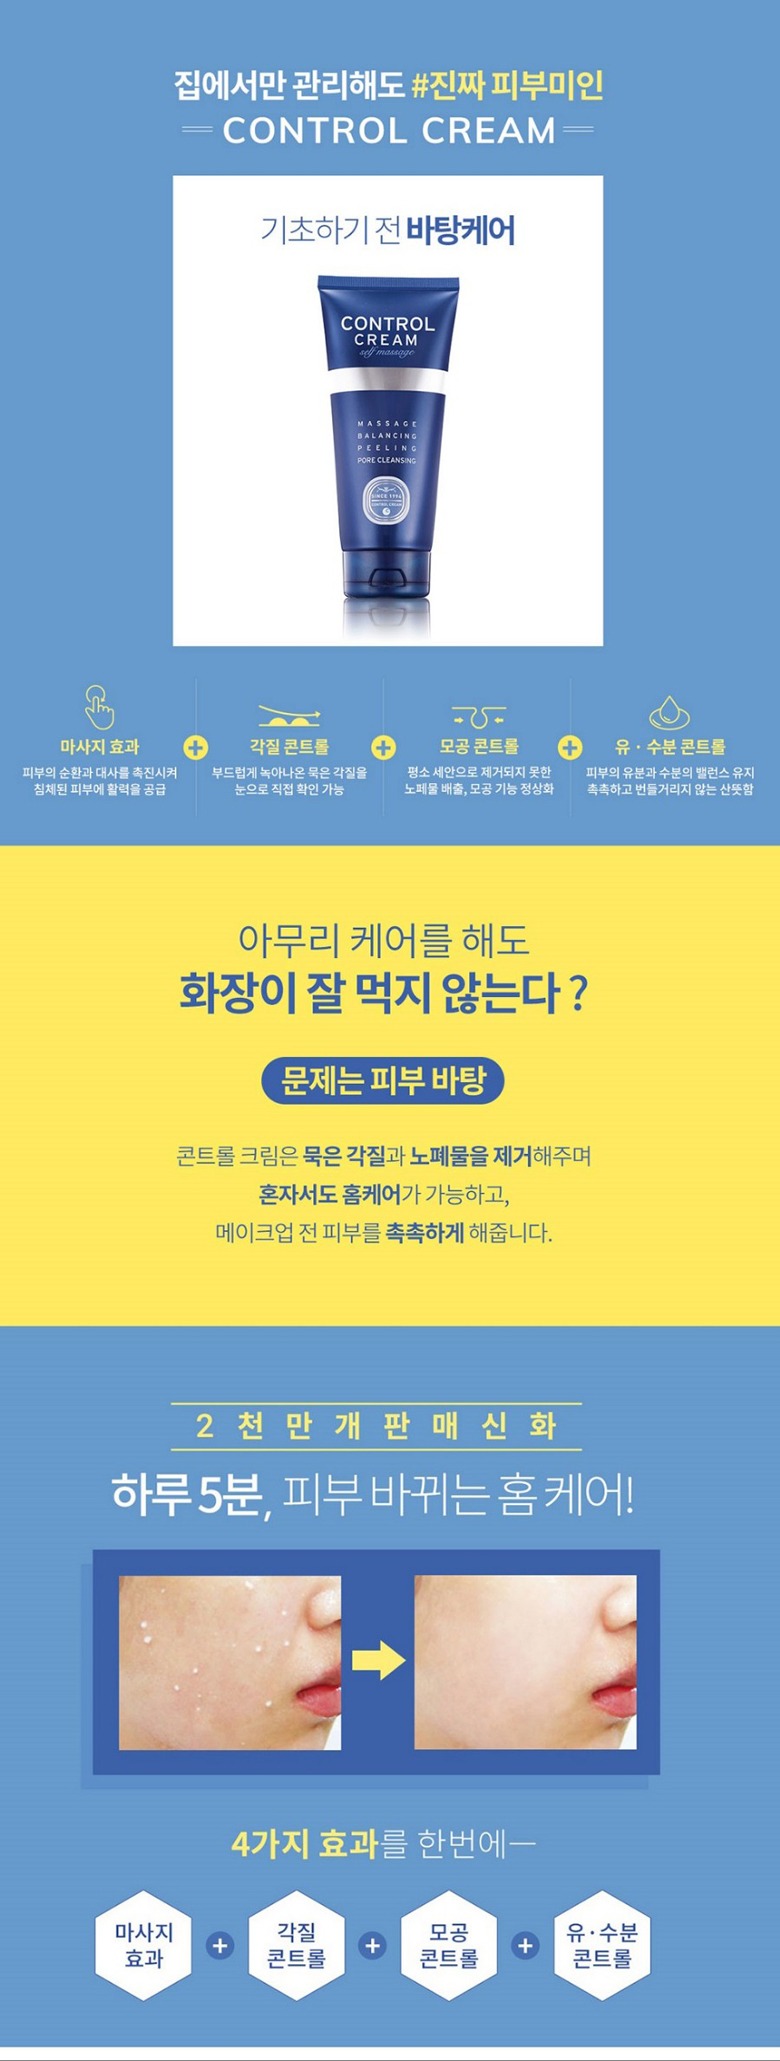 집에서만 관리해도 #진짜 피부미인
CONTROL CREAM
기초하기 전 바탕케어
CONTROL
CREAM
self massage
MASSAGE
BALANCING
PEELING
PORE CLEANSING
SINCE 1994
CONTROL CREAM
마사지 효과
피부의 순환과 대사를 촉진시켜
침체된 피부에 활력을 공급
각질 콘트롤
부드럽게 녹아나온 묵은 각질을
눈으로 직접 확인 가능
모공 콘트롤
평소 세안으로 제거되지 못한
노페물 배출, 모공 기능 정상화
유·수분 콘트롤
피부의 유분과 수분의 밸런스 유지
촉촉하고 번들거리지 않는 산뜻함
아무리 케어를 해도
화장이 잘 먹지 않는다 ?
문제는 피부 바탕
콘트롤 크림은 묵은 각질과 노폐물을 제거해주며
혼자서도 홈케어가 가능하고,
메이크업 전 피부를 촉촉하게 해줍니다.
2천만개판매신화
하루 5분, 피부 바뀌는 홈 케어!
4가지 효과를 한번에
마사지
효과
각질
콘트롤
모공
콘트롤
유·수분
콘트롤